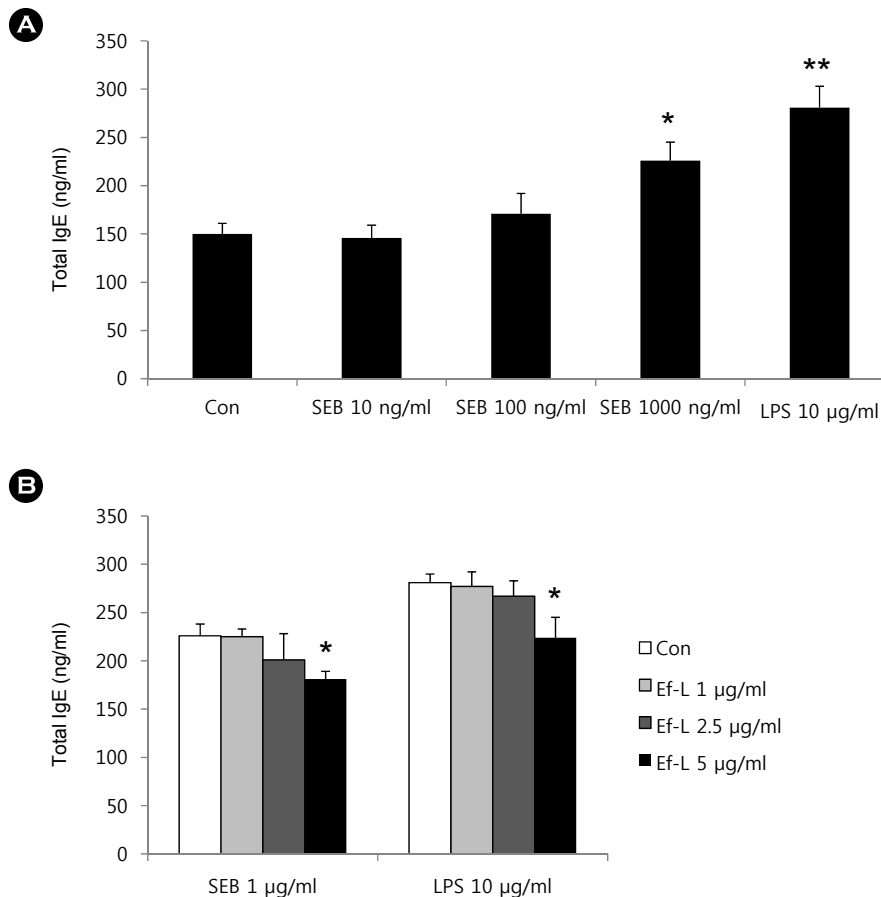 A
350
300
250
200
150
100
50
0
Total IgE (ng/ml)
*
**
Con
SEB 10 ng/ml
SEB 100 ng/ml
SEB 1000 ng/ml
LPS 10 µg/ml
B
350
300
250
200
150
100
50
0
Total IgE (ng/ml)
*
*
SEB 1 µg/ml
LPS 10 µg/ml
Con
Ef-L 1 µg/ml
Ef-L 2.5 µg/ml
Ef-L 5 µg/ml